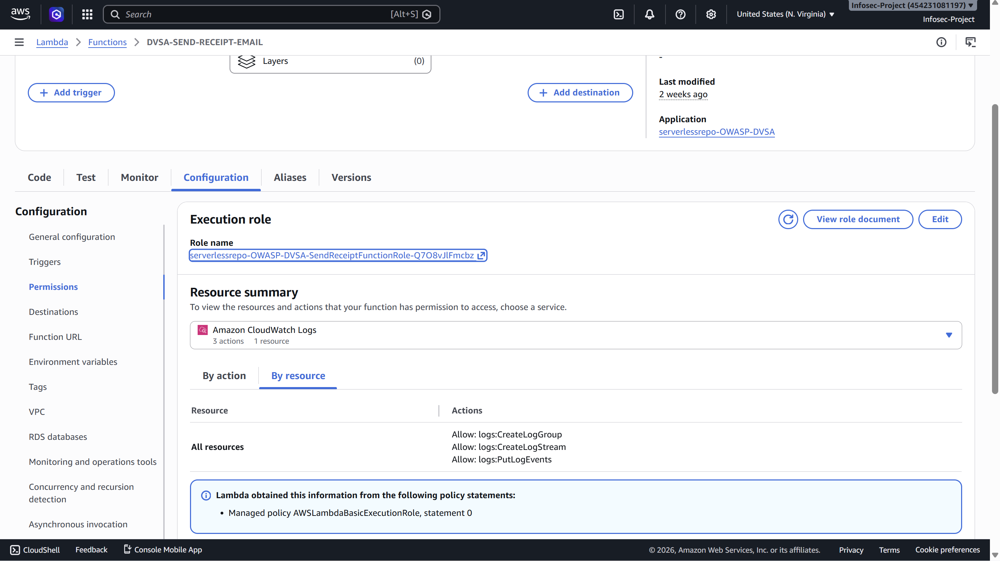 aws
Search
[Alt+S]
United States (N. Virginia)
Infosec-Project (454231081197)
Infosec-Project
Lambda
Functions
DVSA-SEND-RECEIPT-EMAIL
Layers
(0)
-
Add trigger
Add destination
Last modified
2 weeks ago
Application
serverlessrepo-OWASP-DVSA
Code
Test
Monitor
Configuration
Aliases
Versions
Configuration
General configuration
Triggers
Permissions
Destinations
Function URL
Environment variables
Tags
VPC
RDS databases
Monitoring and operations tools
Concurrency and recursion
detection
Asynchronous invocation
Execution role
View role document
Edit
Role name
serverlessrepo-OWASP-DVSA-SendReceiptFunctionRole-Q7O8vJlFmcbz
Resource summary
To view the resources and actions that your function has permission to access, choose a service.
Amazon CloudWatch Logs
3 actions 1 resource
By action
By resource
Resource
Actions
All resources
Allow: logs:CreateLogGroup
Allow: logs:CreateLogStream
Allow: logs:PutLogEvents
Lambda obtained this information from the following policy statements:
• Managed policy AWSLambdaBasicExecutionRole, statement 0
CloudShell
Feedback
Console Mobile App
© 2026, Amazon Web Services, Inc. or its affiliates.
Privacy
Terms
Cookie preferences